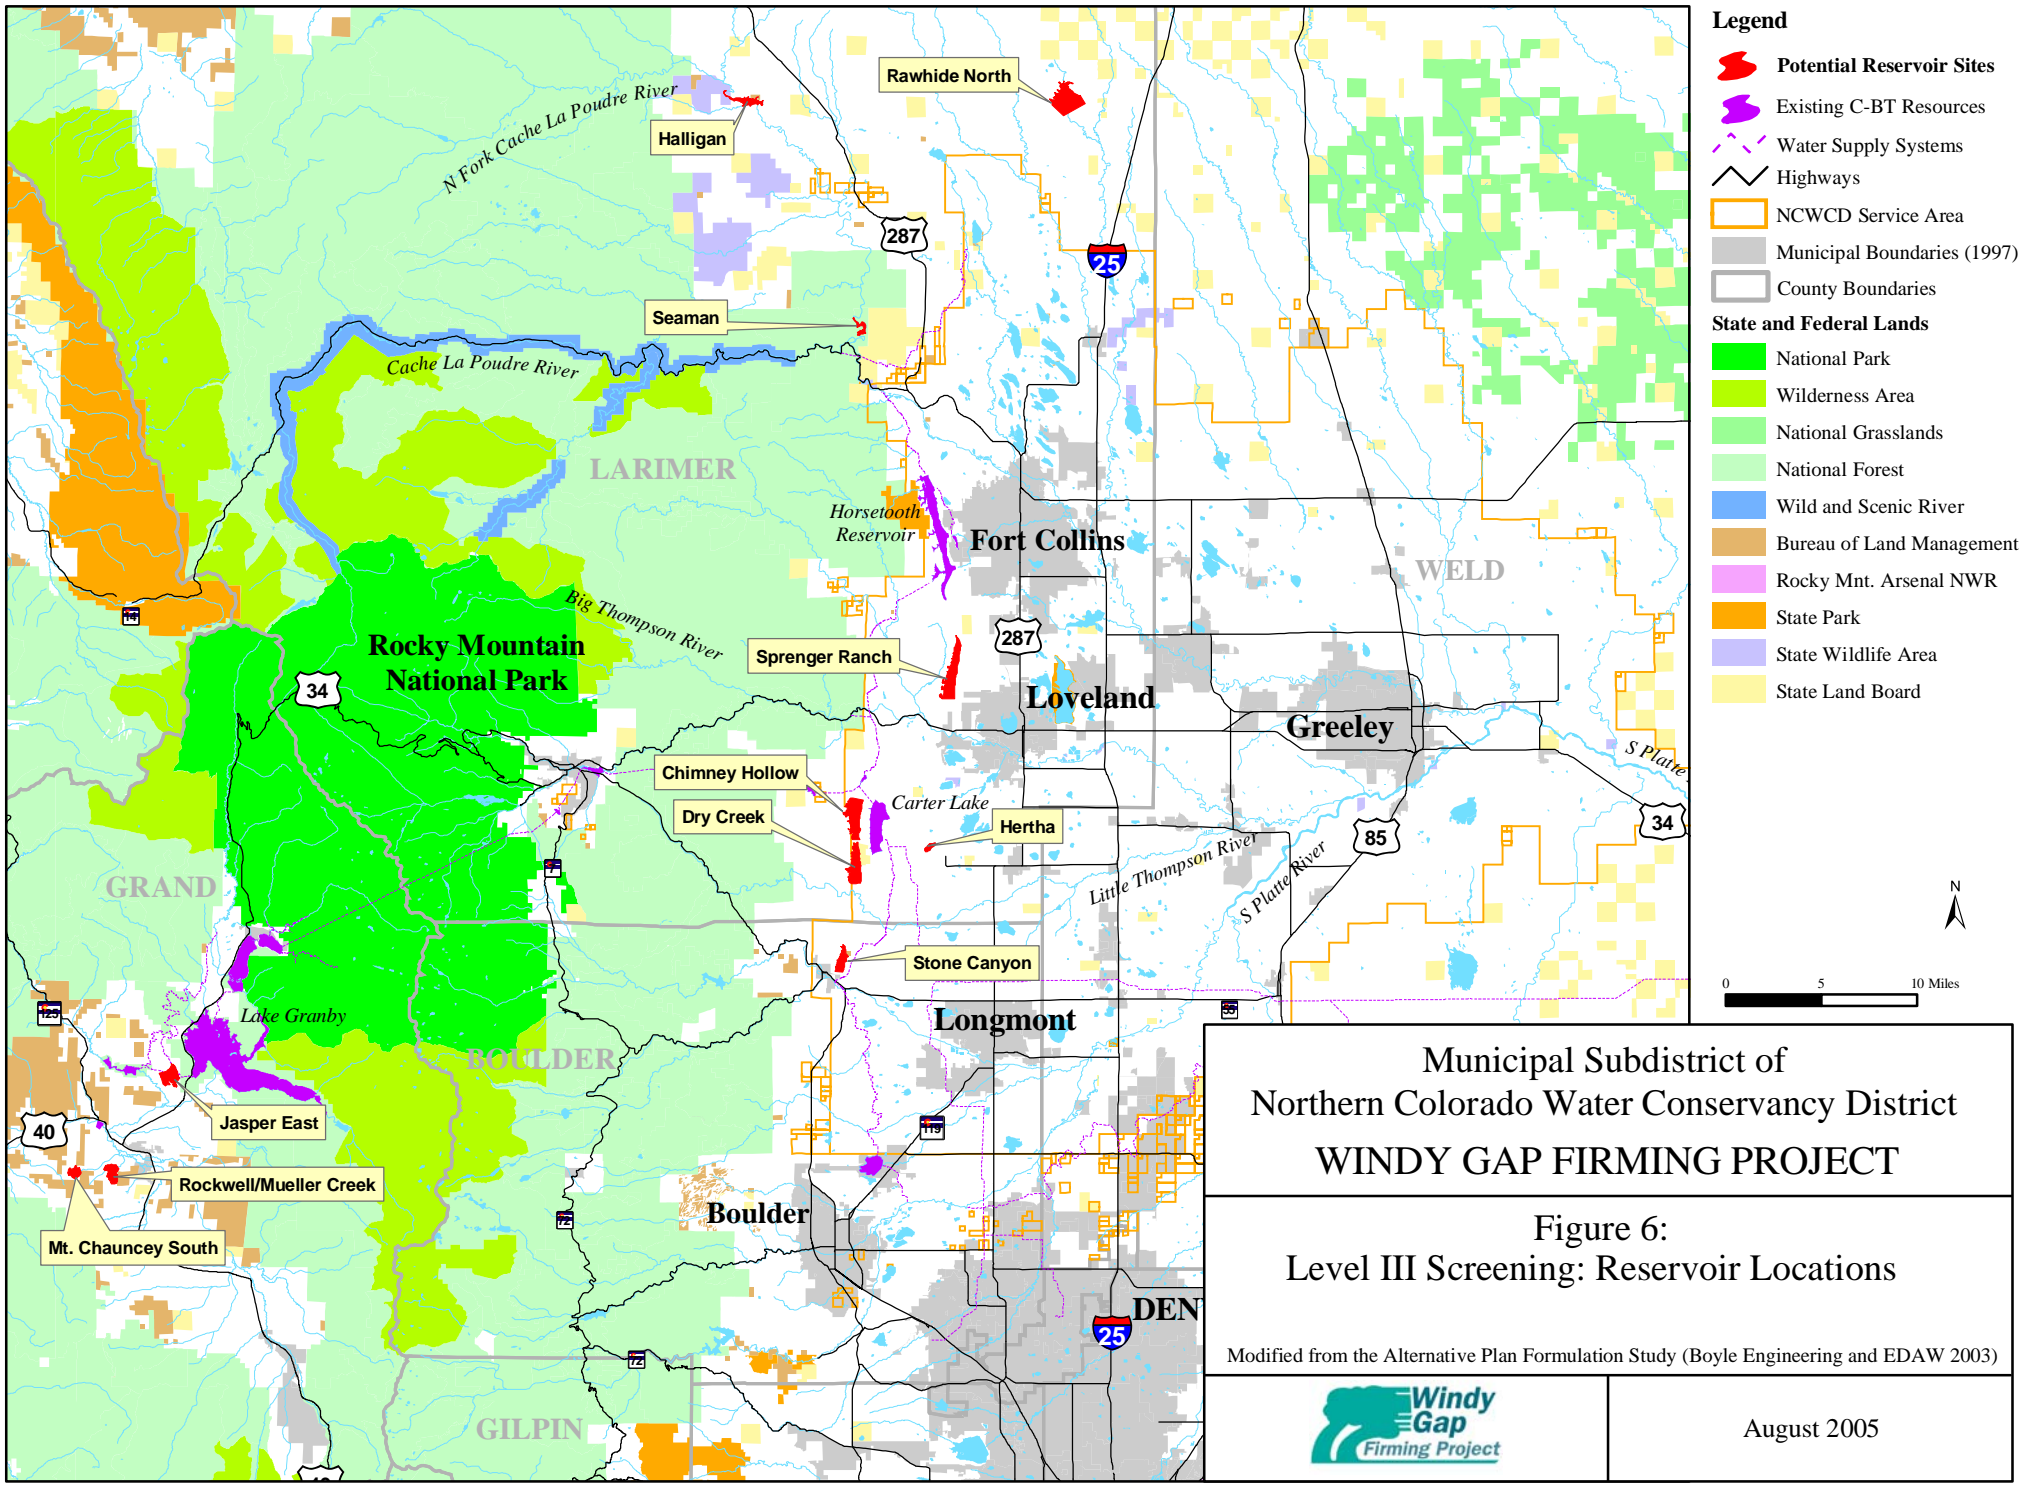 Rawhide North
N Fork Cache La Poudre River
Halligan
287
25
Seaman
Cache La Poudre River
LARIMER
Horsetooth
Reservoir
Fort Collins
WELD
14
Big Thompson River
Rocky Mountain
National Park
287
Sprenger Ranch
34
Loveland
Greeley
S Platte
Chimney Hollow
Carter Lake
Dry Creek
Hertha
34
85
Little Thompson River
S Platte River
7
GRAND
Stone Canyon
125
Lake Granby
Longmont
BOULDER
Jasper East
40
119
Rockwell/Mueller Creek
Boulder
72
Mt. Chauncey South
DEN
25
72
GILPIN
Legend
Potential Reservoir Sites
Existing C-BT Resources
Water Supply Systems
Highways
NCWCD Service Area
Municipal Boundaries (1997)
County Boundaries
State and Federal Lands
National Park
Wilderness Area
National Grasslands
National Forest
Wild and Scenic River
Bureau of Land Management
Rocky Mnt. Arsenal NWR
State Park
State Wildlife Area
State Land Board
N
0 5 10 Miles
Municipal Subdistrict of
Northern Colorado Water Conservancy District
WINDY GAP FIRMING PROJECT
Figure 6:
Level III Screening: Reservoir Locations
Modified from the Alternative Plan Formulation Study (Boyle Engineering and EDAW 2003)
Windy
Gap
Firming Project
August 2005